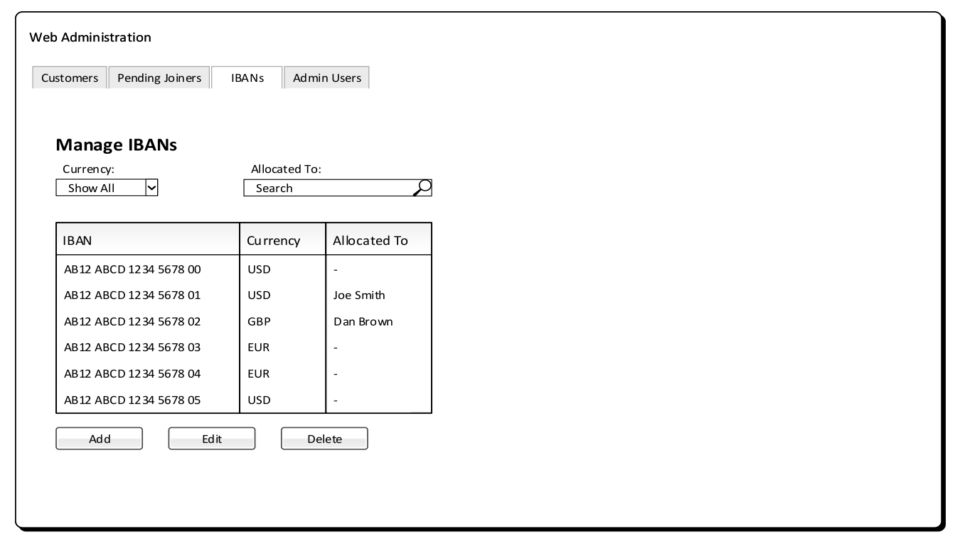 Web Administration
Customers Pending Joiners IBANs Admin Users
Manage IBANs
Currency: Allocated To:
Show All Search
IBAN Currency Allocated To
AB12 ABCD 1234 5678 00 USD -
AB12 ABCD 1234 5678 01 USD Joe Smith
AB12 ABCD 1234 5678 02 GBP Dan Brown
AB12 ABCD 1234 5678 03 EUR -
AB12 ABCD 1234 5678 04 EUR -
AB12 ABCD 1234 5678 05 USD -
Add Edit Delete